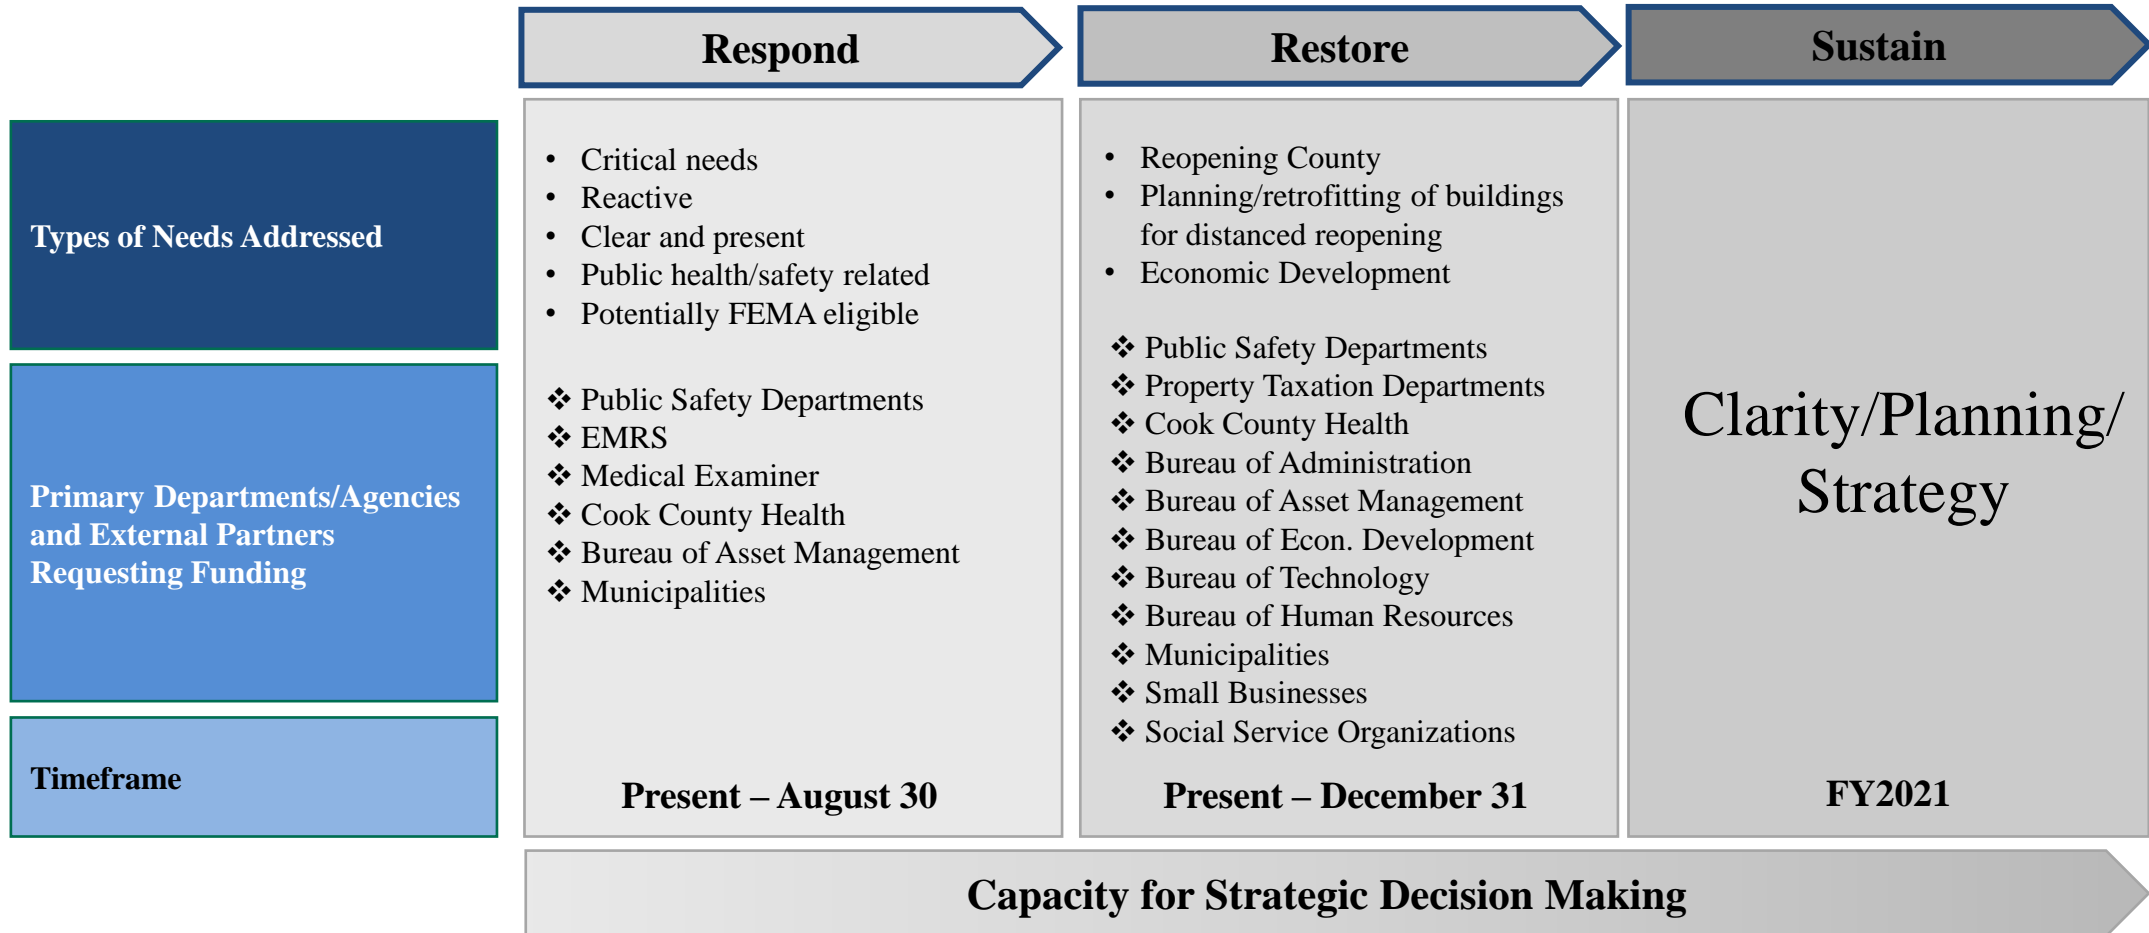 Respond
Restore
Sustain
Types of Needs Addressed
• Critical needs
• Reactive
• Clear and present
• Public health/safety related
• Potentially FEMA eligible
• Reopening County
• Planning/retrofitting of buildings
for distanced reopening
• Economic Development
Primary Departments/Agencies
and External Partners
Requesting Funding
❖ Public Safety Departments
❖ EMRS
❖ Medical Examiner
❖ Cook County Health
❖ Bureau of Asset Management
❖ Municipalities
❖ Public Safety Departments
❖ Property Taxation Departments
❖ Cook County Health
❖ Bureau of Administration
❖ Bureau of Asset Management
❖ Bureau of Econ. Development
❖ Bureau of Technology
❖ Bureau of Human Resources
❖ Municipalities
❖ Small Businesses
❖ Social Service Organizations
Clarity/Planning/
Strategy
Timeframe
Present – August 30
Present – December 31
FY2021
Capacity for Strategic Decision Making